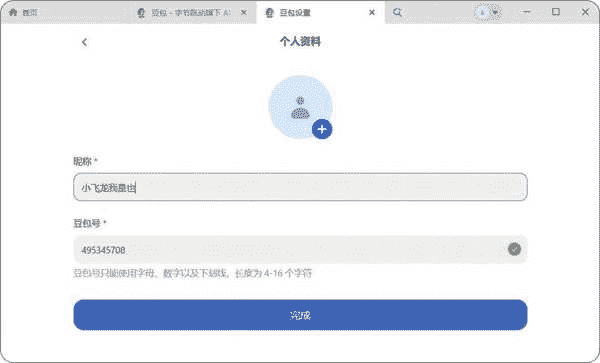 首页
豆包 - 字节跳动旗下 A
豆包设置
个人资料
昵称 *
小飞龙我是也
豆包号 *
495345708
豆包号只能使用字母、数字以及下划线，长度为 4-16 个字符
完成